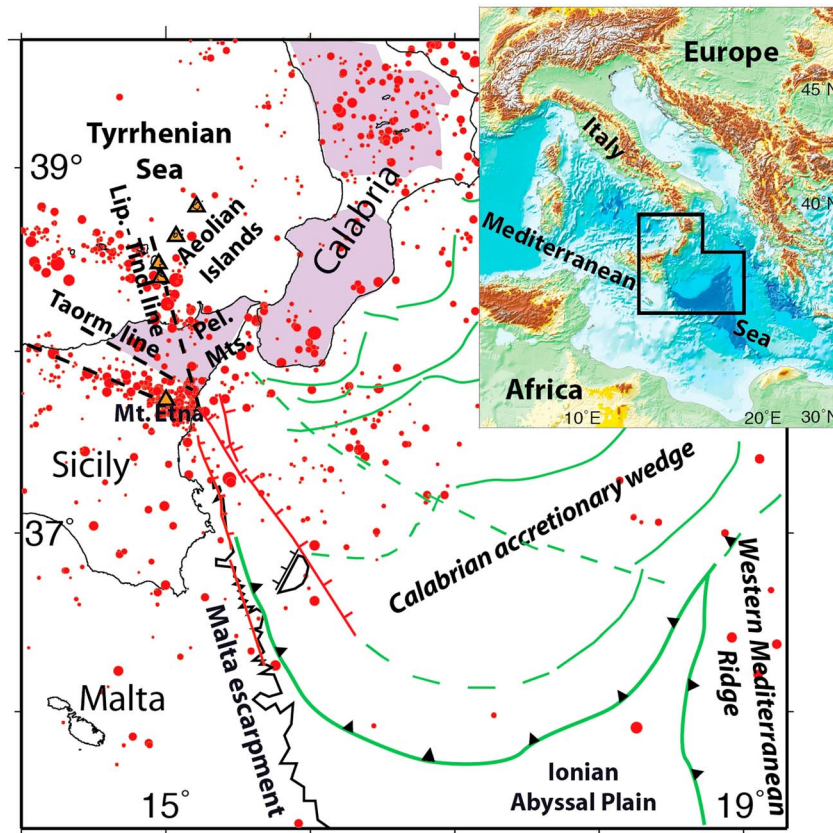 Europe
45 N
Italy
40 N
Mediterranean
Sea
Africa
10°E
20°E
30°N
Tyrrhenian
Sea
39°
Lip. - Tind. line
Aeolian
Islands
Calabria
Taorm. line
Pel.
Mts.
Mt. Etna
Sicily
37°
Calabrian accretionary wedge
Malta escarpment
Western Mediterranean
Ridge
Malta
Ionian
Abyssal Plain
15°
19°